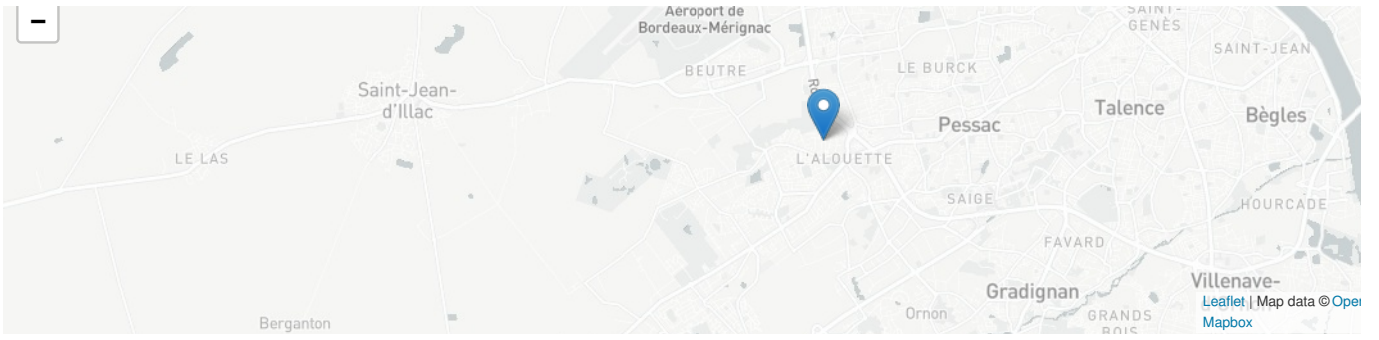 −
Aéroport de
Bordeaux-Mérignac
SAINT-
GENÈS
SAINT-JEAN
BEUTRE
LE BURCK
Saint-Jean-
d'Illac
Talence
Pessac
Bègles
LE LAS
L'ALOUETTE
SAIGE
HOURCADE
FAVARD
Villenave-
Gradignan
Leaflet | Map data ©
Mapbox
Ornon
GRANDS
BOIS
Berganton